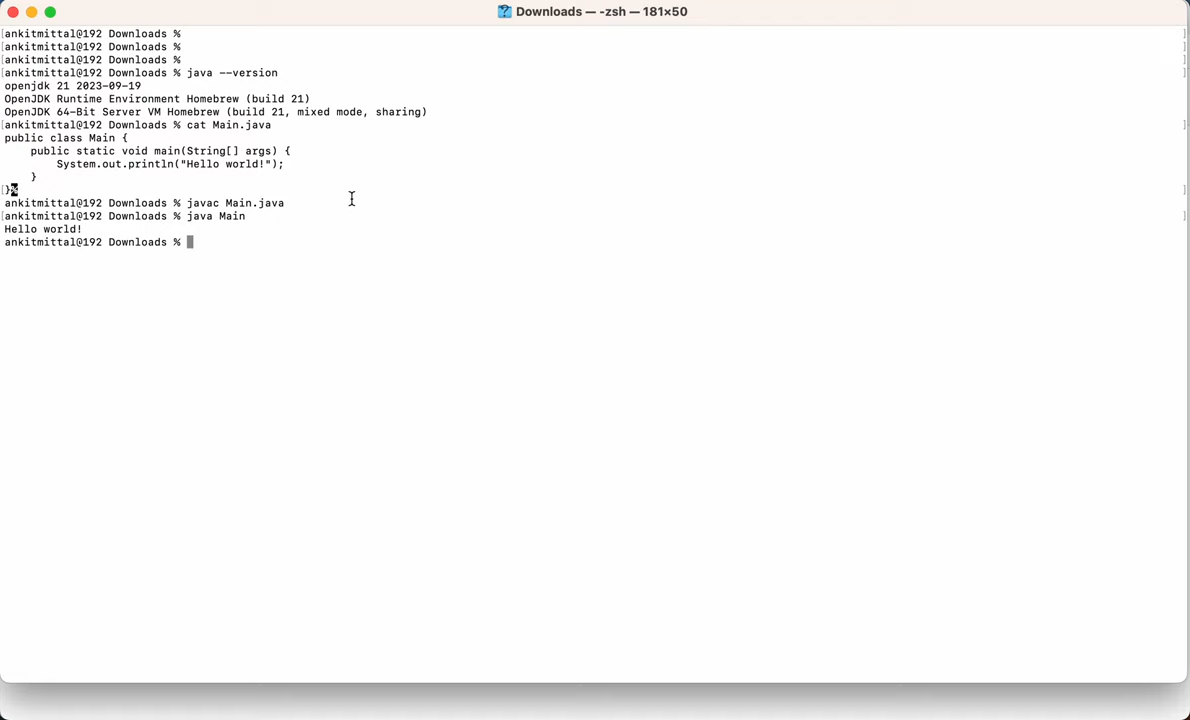 Downloads — -zsh — 181×50
[ankitmittal@192 Downloads %
[ankitmittal@192 Downloads %
[ankitmittal@192 Downloads %
[ankitmittal@192 Downloads % java --version
openjdk 21 2023-09-19
OpenJDK Runtime Environment Homebrew (build 21)
OpenJDK 64-Bit Server VM Homebrew (build 21, mixed mode, sharing)
[ankitmittal@192 Downloads % cat Main.java
public class Main {
    public static void main(String[] args) {
        System.out.println("Hello world!");
    }
[}%
ankitmittal@192 Downloads % javac Main.java
[ankitmittal@192 Downloads % java Main
Hello world!
ankitmittal@192 Downloads %